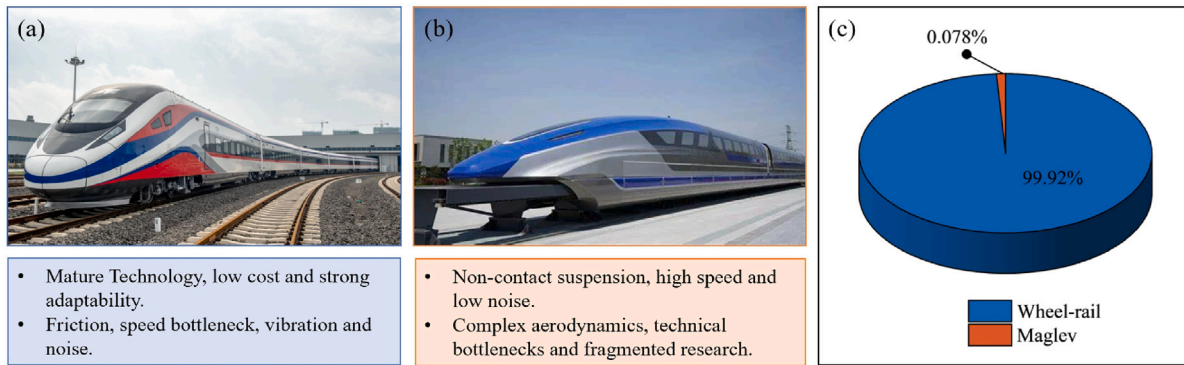 (a)
(b)
(c)
0.078%
99.92%
Wheel-rail
Maglev
• Mature Technology, low cost and strong
adaptability.
• Friction, speed bottleneck, vibration and
noise.
• Non-contact suspension, high speed and
low noise.
• Complex aerodynamics, technical
bottlenecks and fragmented research.